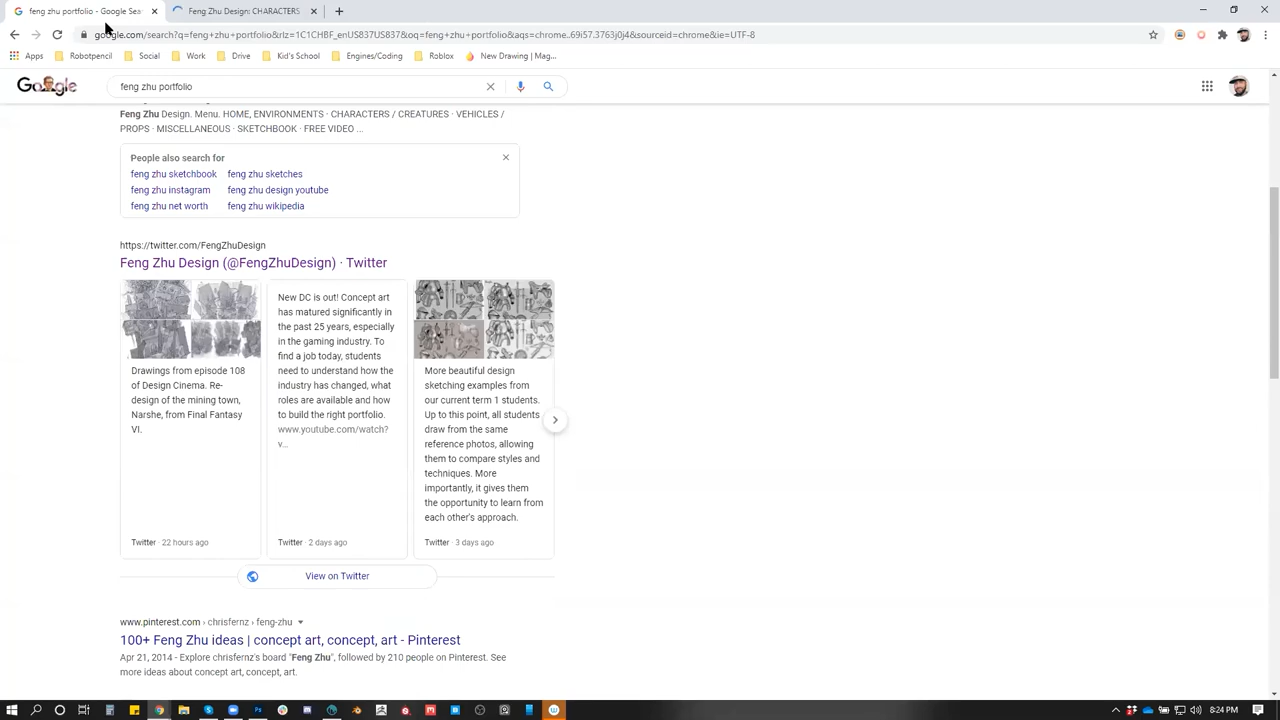 feng zhu portfolio - Google Sea
Feng Zhu Design: CHARACTERS
google.com/search?q=feng+zhu+portfolio&rlz=1C1CHBF_enUS837US837&oq=feng+zhu+portfolio&aqs=chrome..69i57.3763j0j4&sourceid=chrome&ie=UTF-8
Apps
Robotpencil
Social
Work
Drive
Kid's School
Engines/Coding
Roblox
New Drawing | Mag...
Google
feng zhu portfolio
Feng Zhu Design. Menu. HOME, ENVIRONMENTS · CHARACTERS / CREATURES · VEHICLES /
PROPS · MISCELLANEOUS · SKETCHBOOK · FREE VIDEO ...
People also search for
feng zhu sketchbook
feng zhu sketches
feng zhu instagram
feng zhu design youtube
feng zhu net worth
feng zhu wikipedia
https://twitter.com/FengZhuDesign
Feng Zhu Design (@FengZhuDesign) · Twitter
Drawings from episode 108
of Design Cinema. Re-
design of the mining town,
Narshe, from Final Fantasy
VI.
Twitter · 22 hours ago
New DC is out! Concept art
has matured significantly in
the past 25 years, especially
in the gaming industry. To
find a job today, students
need to understand how the
industry has changed, what
roles are available and how
to build the right portfolio.
www.youtube.com/watch?
v...
Twitter · 2 days ago
More beautiful design
sketching examples from
our current term 1 students.
Up to this point, all students
draw from the same
reference photos, allowing
them to compare styles and
techniques. More
importantly, it gives them
the opportunity to learn from
each other's approach.
Twitter · 3 days ago
View on Twitter
www.pinterest.com › chrisfernz › feng-zhu
100+ Feng Zhu ideas | concept art, concept, art - Pinterest
Apr 21, 2014 - Explore chrisfernz's board "Feng Zhu", followed by 210 people on Pinterest. See
more ideas about concept art, concept, art.
8:24 PM